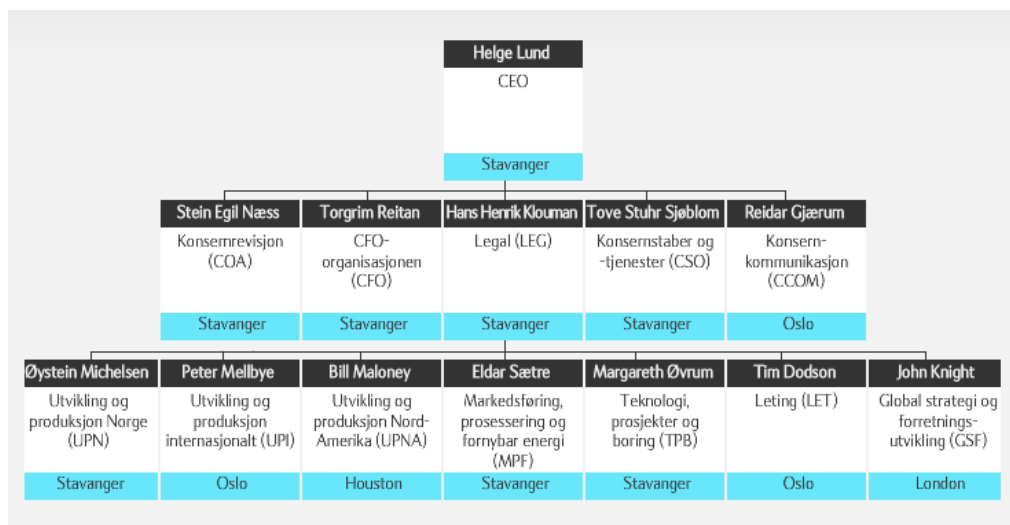 Helge Lund
CEO
Stavanger
Stein Egil Næss
Konsernrevisjon
(COA)
Stavanger
Torgrim Reitan
CFO-
organisasjonen
(CFO)
Stavanger
Hans Henrik Klouman
Legal (LEG)
Stavanger
Tove Stuhr Sjøblom
Konsernstaber og
-tjenester (CSO)
Stavanger
Reidar Gjærum
Konsern-
kommunikasjon
(CCOM)
Oslo
Øystein Michelsen
Utvikling og
produksjon Norge
(UPN)
Stavanger
Peter Mellbye
Utvikling og
produksjon
internasjonalt (UPI)
Oslo
Bill Maloney
Utvikling og
produksjon Nord-
Amerika (UPNA)
Houston
Eldar Sætre
Markedsføring,
prosessering og
fornybar energi
(MPF)
Stavanger
Margareth Øvrum
Teknologi,
prosjekter og
boring (TPB)
Stavanger
Tim Dodson
Leting (LET)
Oslo
John Knight
Global strategi og
forretnings-
utvikling (GSF)
London